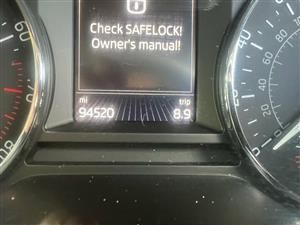 Check SAFELOCK!
Owner's manual!
mi trip
94520 8.9